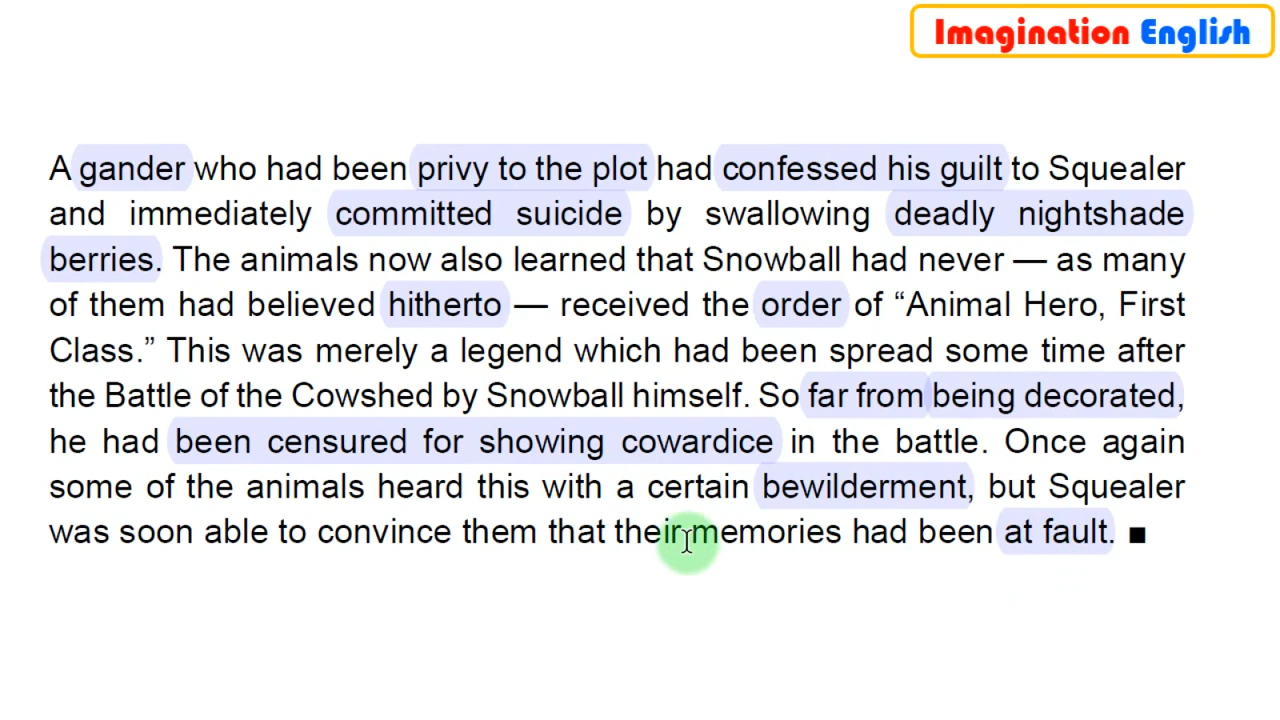 Imagination English
A gander who had been privy to the plot had confessed his guilt to Squealer
and immediately committed suicide by swallowing deadly nightshade
berries. The animals now also learned that Snowball had never — as many
of them had believed hitherto — received the order of “Animal Hero, First
Class.” This was merely a legend which had been spread some time after
the Battle of the Cowshed by Snowball himself. So far from being decorated,
he had been censured for showing cowardice in the battle. Once again
some of the animals heard this with a certain bewilderment, but Squealer
was soon able to convince them that their memories had been at fault. ■